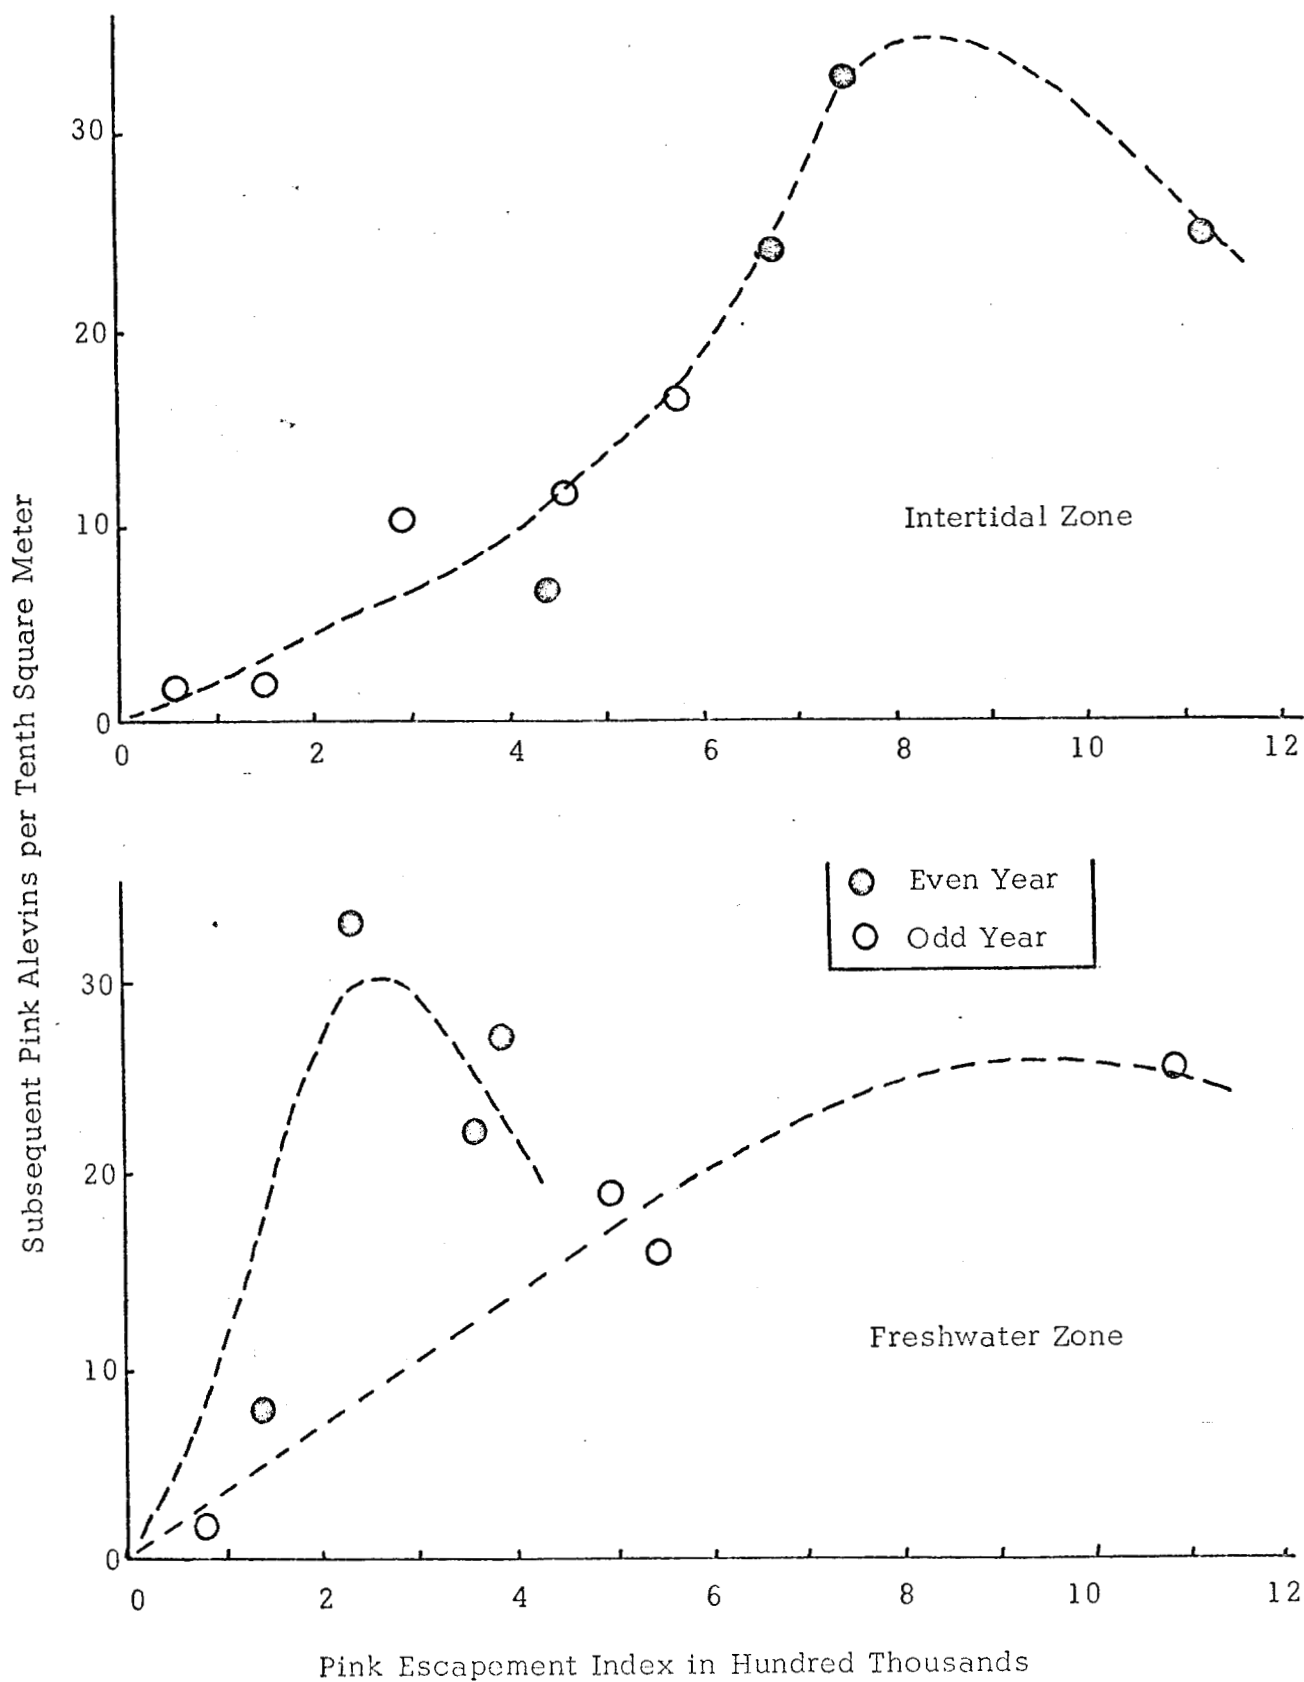 Subsequent Pink Alevins per Tenth Square Meter
30
20
10
0
0 2 4 6 8 10 12
Intertidal Zone
Even Year
Odd Year
30
20
10
0
0 2 4 6 8 10 12
Freshwater Zone
Pink Escapement Index in Hundred Thousands